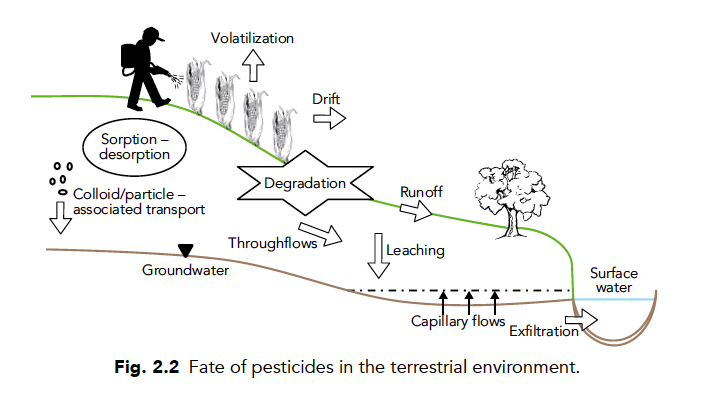 Volatilization
Drift
Sorption –
desorption
Degradation
Colloid/particle –
associated transport
Runoff
Throughflows
Leaching
Groundwater
Surface
water
Capillary flows
Exfiltration
Fig. 2.2 Fate of pesticides in the terrestrial environment.